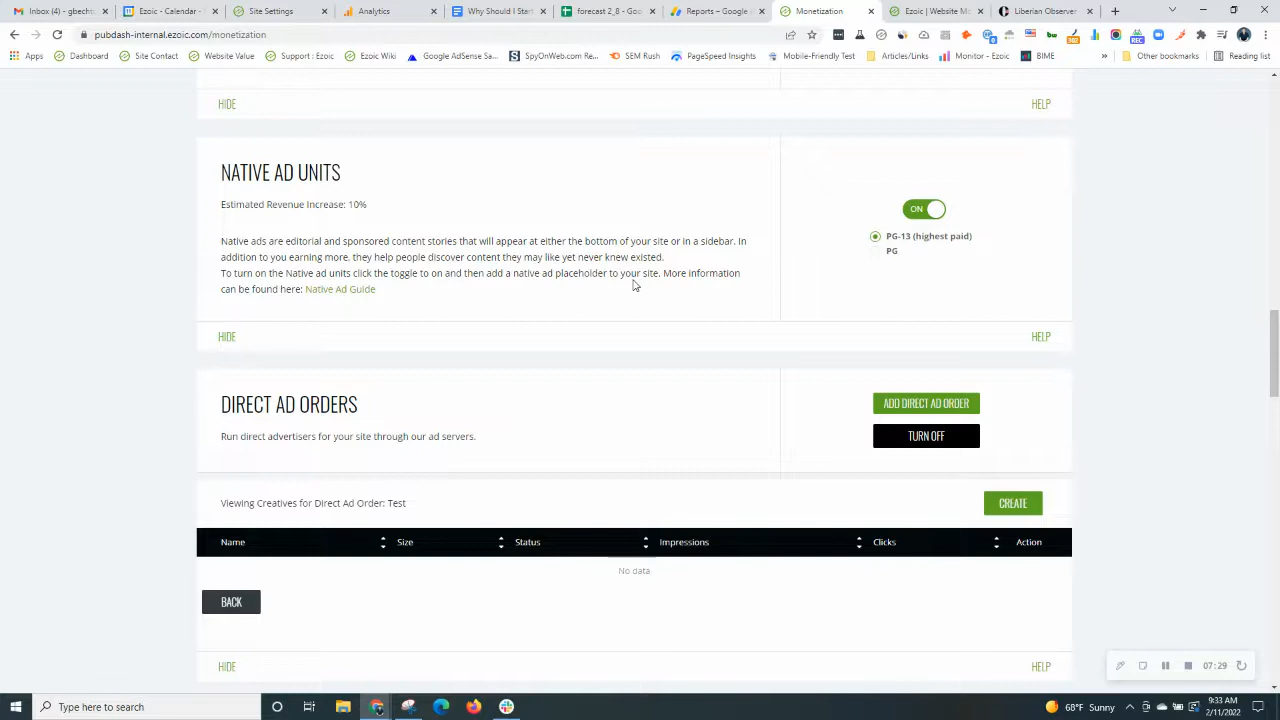 Inbox (4) - gbechtol
Ezoic - Calendar -
Site Settings
Analytics
Why Should I Start
forecast 2_8 - Goog
Reports – Google
Monetization
Ezoic | Website Mo
Liberian Observer
pubdash-internal.ezoic.com/monetization
Apps
Dashboard
Site Contact
Website Value
Support : Ezoic
Ezoic Wiki
Google AdSense Sa...
SpyOnWeb.com Re...
SEM Rush
PageSpeed Insights
Mobile-Friendly Test
Articles/Links
Monitor - Ezoic
BIME
»
Other bookmarks
Reading list
HIDE
HELP
NATIVE AD UNITS
Estimated Revenue Increase: 10%
Native ads are editorial and sponsored content stories that will appear at either the bottom of your site or in a sidebar. In
addition to you earning more, they help people discover content they may like yet never knew existed.
To turn on the Native ad units click the toggle to on and then add a native ad placeholder to your site. More information
can be found here: Native Ad Guide
ON
PG-13 (highest paid)
PG
HIDE
HELP
DIRECT AD ORDERS
Run direct advertisers for your site through our ad servers.
ADD DIRECT AD ORDER
TURN OFF
Viewing Creatives for Direct Ad Order: Test
CREATE
Name Size Status Impressions Clicks Action
No data
BACK
HIDE
HELP
07:29
Type here to search
68°F Sunny
9:33 AM
2/11/2022